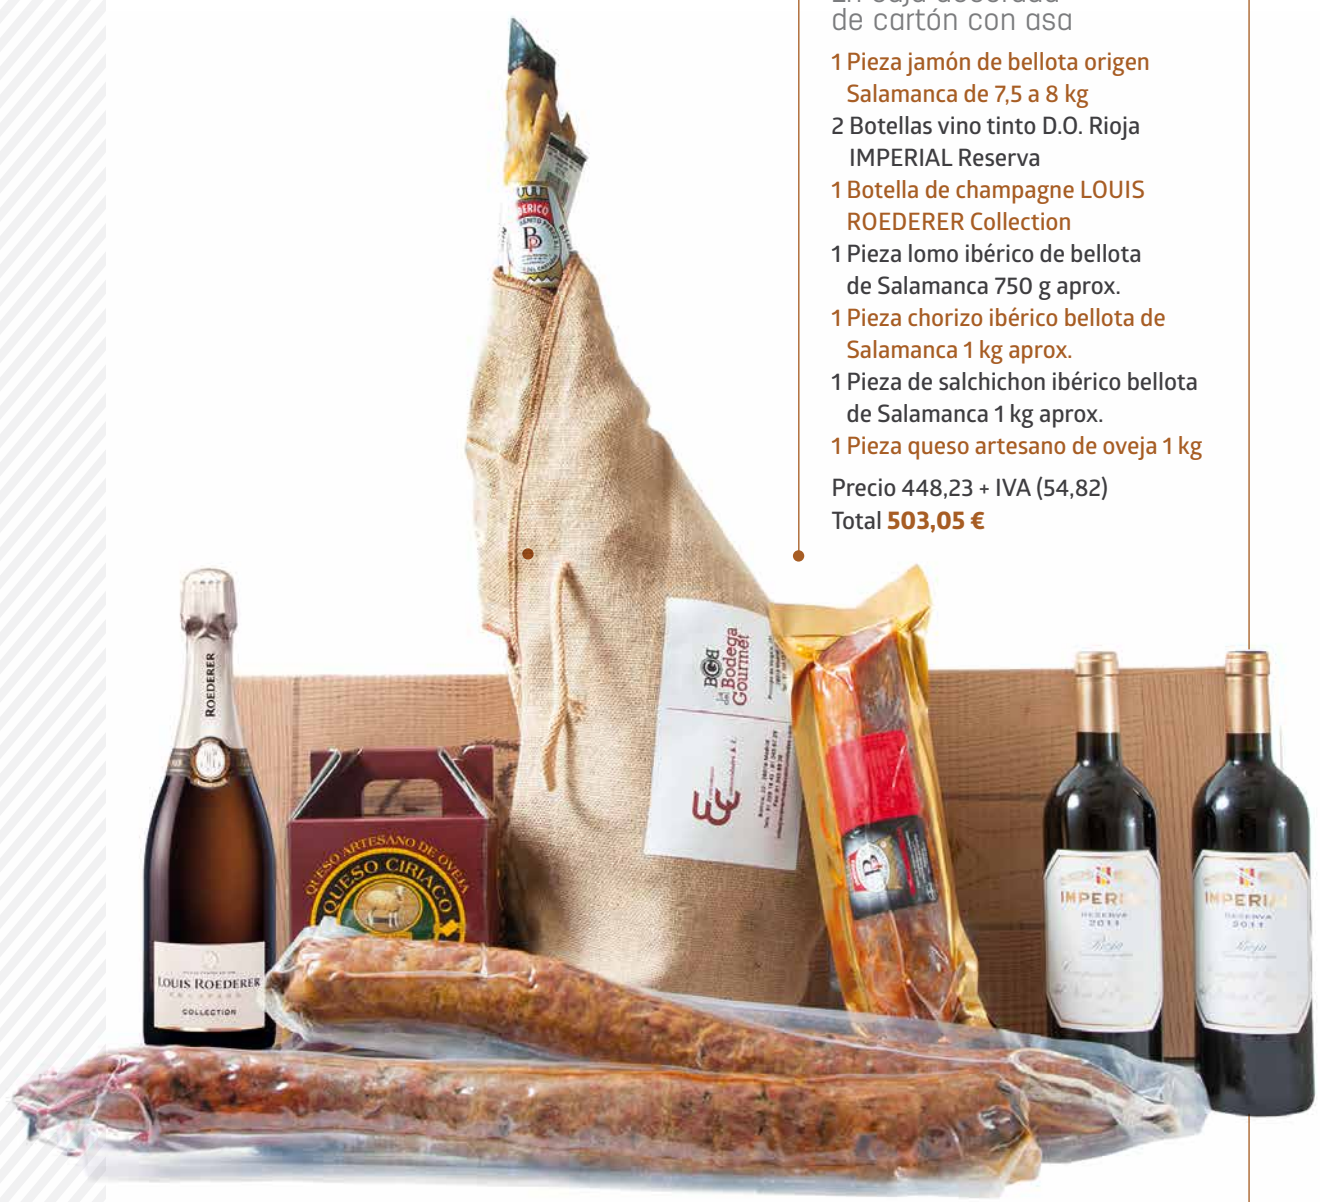 de cartón con asa
1 Pieza jamón de bellota origen
Salamanca de 7,5 a 8 kg
2 Botellas vino tinto D.O. Rioja
IMPERIAL Reserva
1 Botella de champagne LOUIS
ROEDERER Collection
1 Pieza lomo ibérico de bellota
de Salamanca 750 g aprox.
1 Pieza chorizo ibérico bellota de
Salamanca 1 kg aprox.
1 Pieza de salchichon ibérico bellota
de Salamanca 1 kg aprox.
1 Pieza queso artesano de oveja 1 kg
Precio 448,23 + IVA (54,82)
Total 503,05 €
BGB
la Bodega
Gourmet
ROEDERER
LOUIS ROEDERER
COLLECTION
QUESO ARTESANO DE OVEJA
QUESO CIRIACO
IMPERI
RESERVA
2011
Rioja
IMPERIA
RESERVA
2011
Rioja